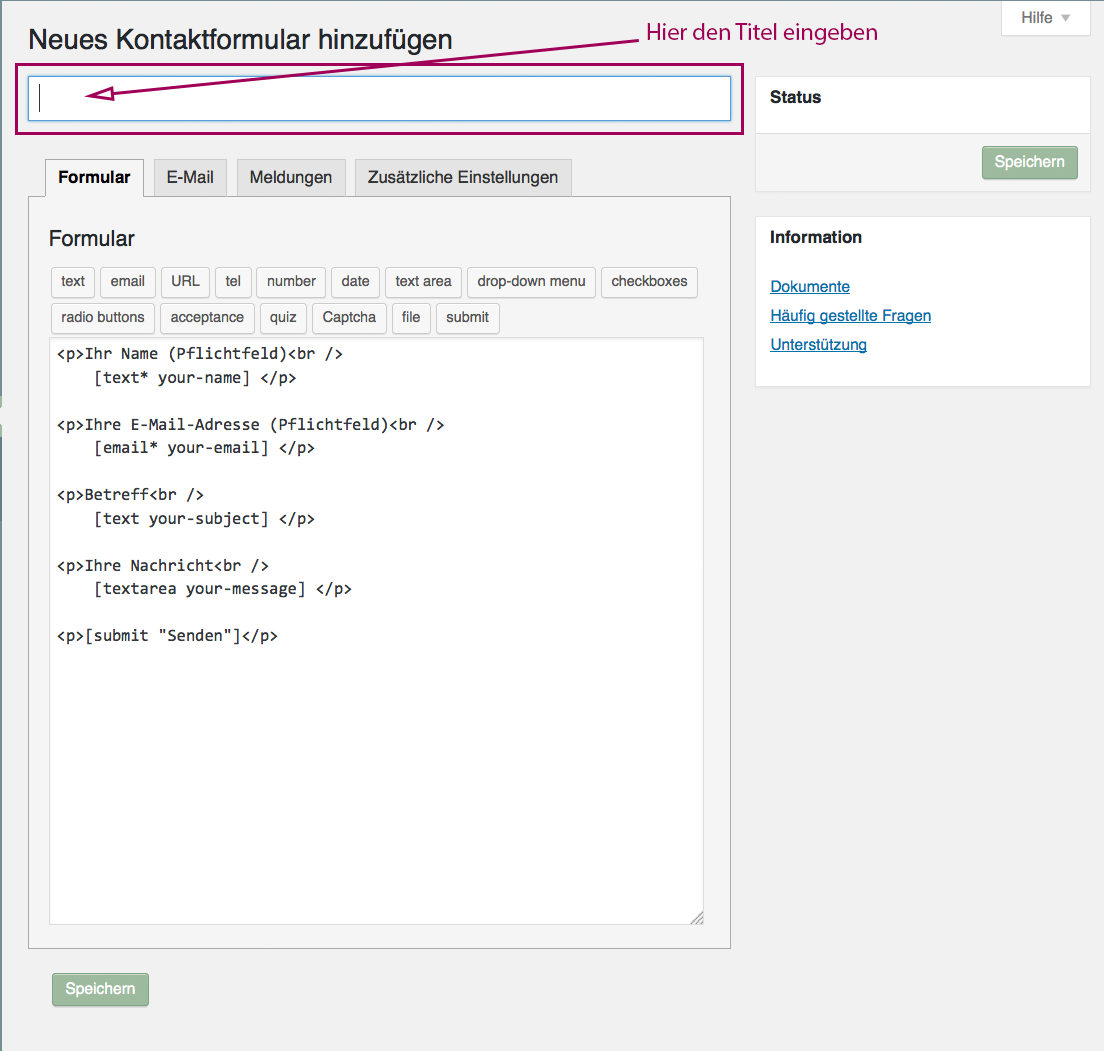 Hilfe
Neues Kontaktformular hinzufügen
Hier den Titel eingeben
Status
Speichern
Formular E-Mail Meldungen Zusätzliche Einstellungen
Information
Dokumente
Häufig gestellte Fragen
Unterstützung
Formular
text email URL tel number date text area drop-down menu checkboxes
radio buttons acceptance quiz Captcha file submit
<p>Ihr Name (Pflichtfeld)<br />
    [text* your-name] </p>
<p>Ihre E-Mail-Adresse (Pflichtfeld)<br />
    [email* your-email] </p>
<p>Betreff<br />
    [text your-subject] </p>
<p>Ihre Nachricht<br />
    [textarea your-message] </p>
<p>[submit "Senden"]</p>
Speichern